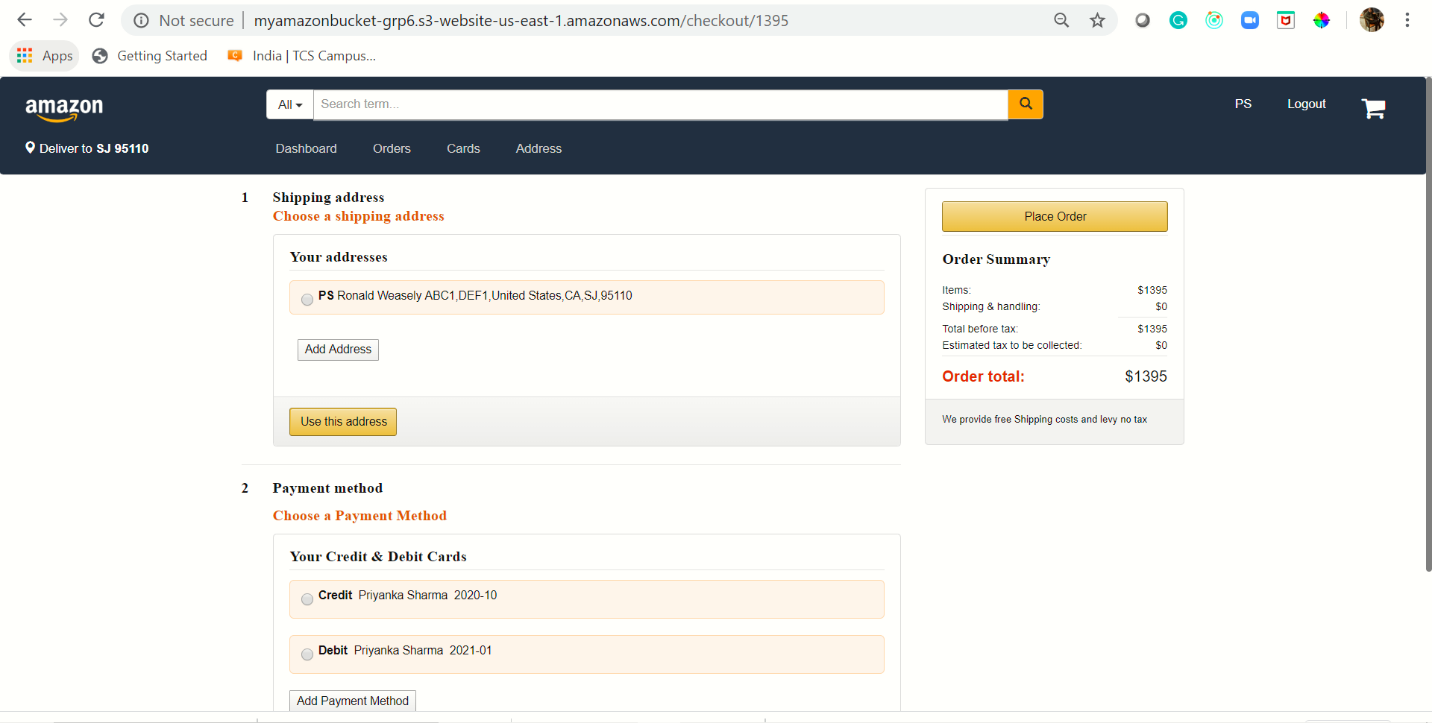 Not secure | myamazonbucket-grp6.s3-website-us-east-1.amazonaws.com/checkout/1395
Apps Getting Started India | TCS Campus...
amazon All Search term... PS Logout
Deliver to SJ 95110 Dashboard Orders Cards Address
1 Shipping address
Choose a shipping address
Your addresses
PS Ronald Weasely ABC1,DEF1,United States,CA,SJ,95110
Add Address
Use this address
2 Payment method
Choose a Payment Method
Your Credit & Debit Cards
Credit Priyanka Sharma 2020-10
Debit Priyanka Sharma 2021-01
Add Payment Method
Place Order
Order Summary
Items: $1395
Shipping & handling: $0
Total before tax: $1395
Estimated tax to be collected: $0
Order total: $1395
We provide free Shipping costs and levy no tax